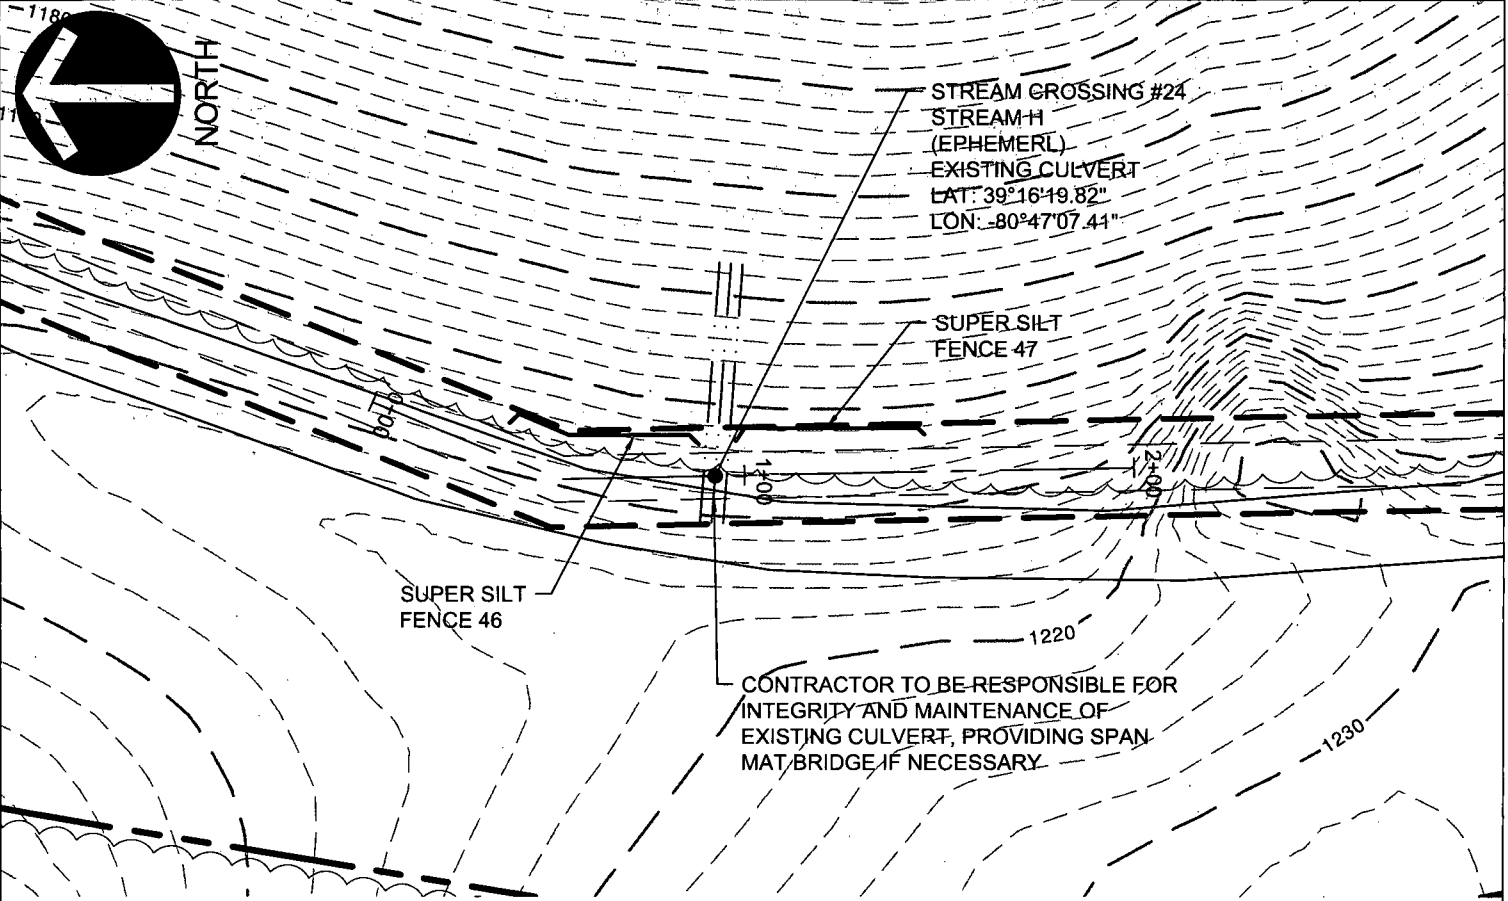 1180
NORTH
STREAM CROSSING #24
STREAM H
(EPHEMERL)
EXISTING CULVERT
LAT: 39°16'19.82"
LON: -80°47'07.41"
SUPER SILT
FENCE 47
0+00
1+00
2+00
SUPER SILT
FENCE 46
1220
CONTRACTOR TO BE RESPONSIBLE FOR
INTEGRITY AND MAINTENANCE OF
EXISTING CULVERT, PROVIDING SPAN
MAT BRIDGE IF NECESSARY
1230